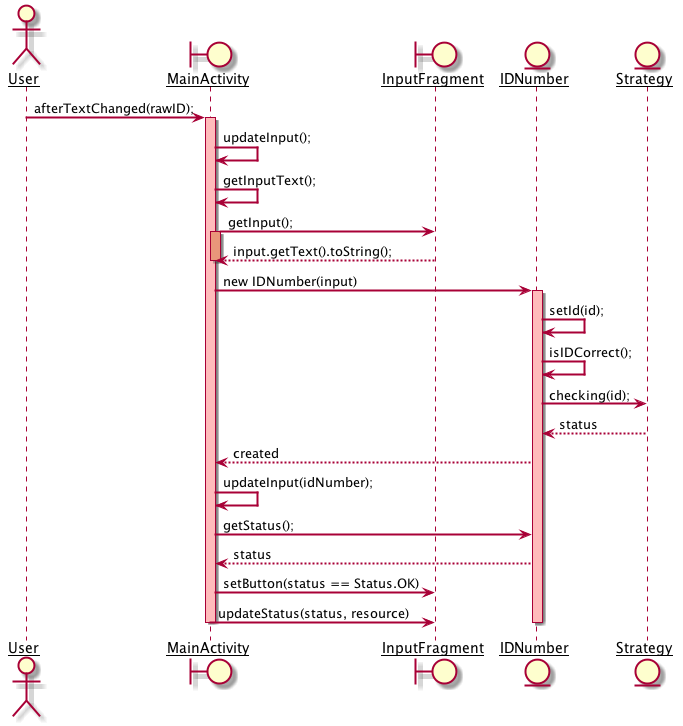 User
MainActivity
InputFragment
IDNumber
Strategy
afterTextChanged(rawID);
updateInput();
getInputText();
getInput();
input.getText().toString();
new IDNumber(input)
setId(id);
isIDCorrect();
checking(id);
status
created
updateInput(idNumber);
getStatus();
status
setButton(status == Status.OK)
updateStatus(status, resource)
User
MainActivity
InputFragment
IDNumber
Strategy